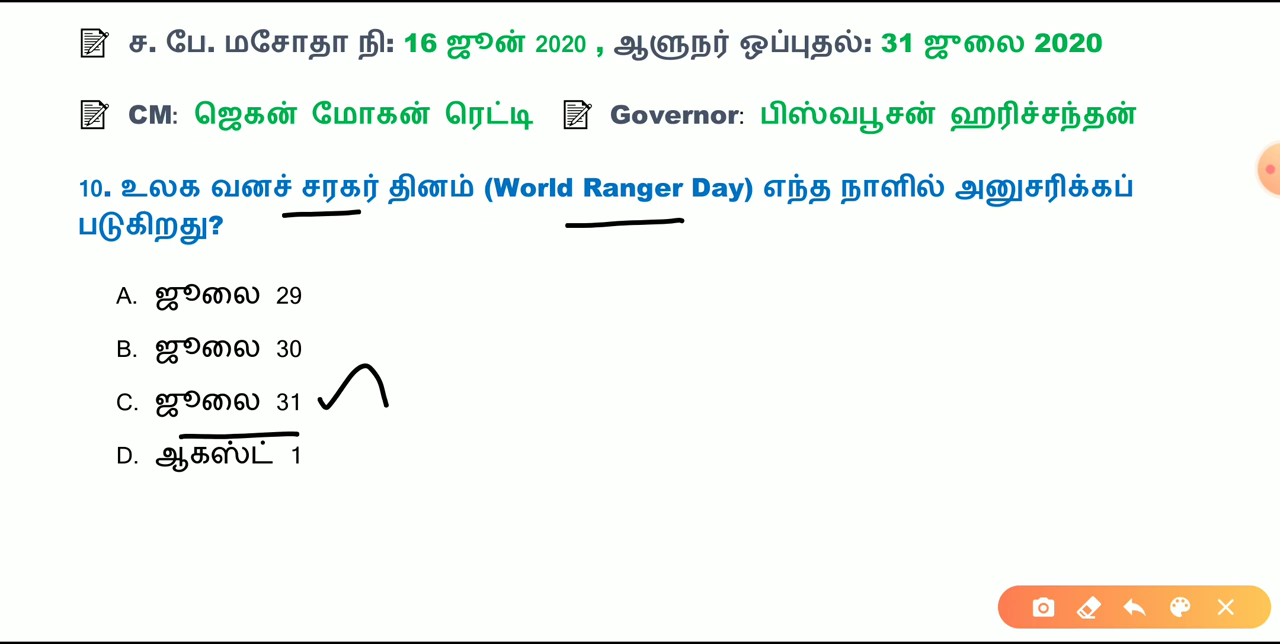 ச. பே. மசோதா நி: 16 ஜூன் 2020 , ஆளுநர் ஒப்புதல்: 31 ஜுலை 2020
CM: ஜெகன் மோகன் ரெட்டி Governor: பிஸ்வபூசன் ஹரிச்சந்தன்
10. உலக வனச் சரகர் தினம் (World Ranger Day) எந்த நாளில் அனுசரிக்கப்
படுகிறது?
A. ஜூலை 29
B. ஜூலை 30
C. ஜூலை 31
D. ஆகஸ்ட் 1